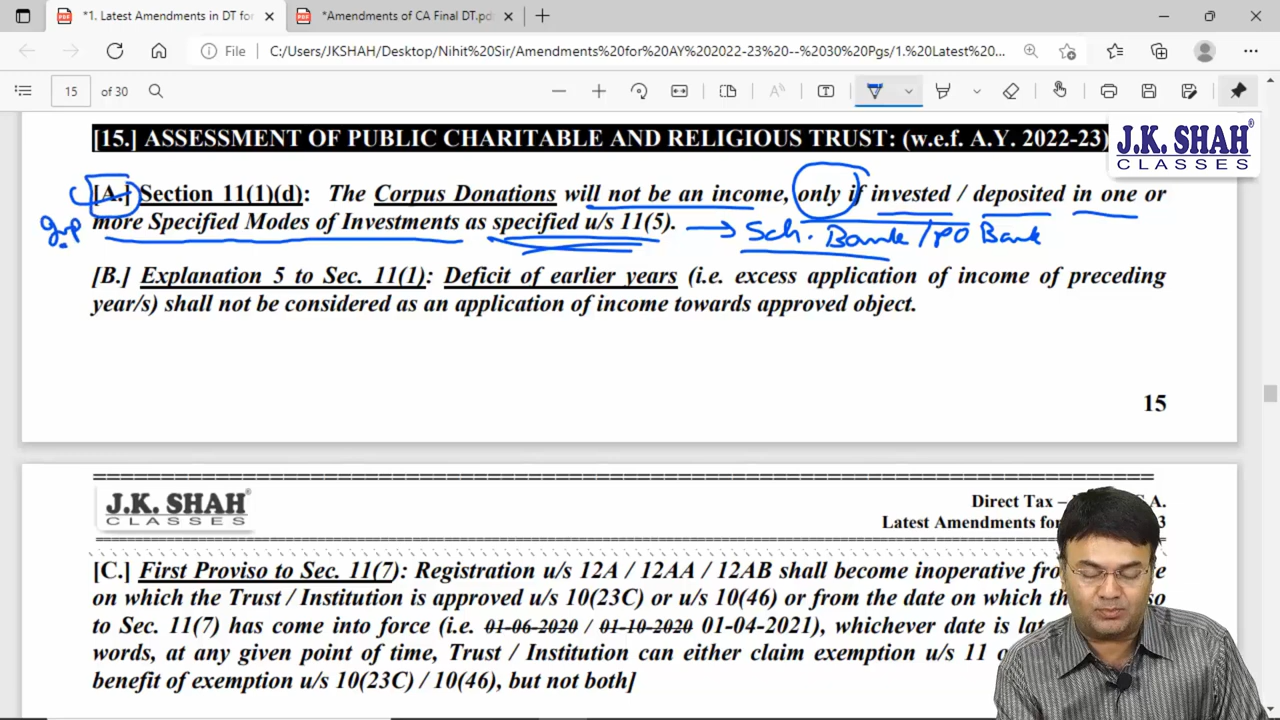 *1. Latest Amendments in DT for
*Amendments of CA Final DT.pd
File
C:/Users/JKSHAH/Desktop/Nihit%20Sir/Amendments%20for%20AY%202022-23%20--%2030%20Pgs/1.%20Latest%20...
15 of 30
[15.] ASSESSMENT OF PUBLIC CHARITABLE AND RELIGIOUS TRUST: (w.e.f. A.Y. 2022-23)
J.K. SHAH®
CLASSES
[A.] Section 11(1)(d): The Corpus Donations will not be an income, only if invested / deposited in one or
more Specified Modes of Investments as specified u/s 11(5). → Sch. Bank / PO Bank
[B.] Explanation 5 to Sec. 11(1): Deficit of earlier years (i.e. excess application of income of preceding
year/s) shall not be considered as an application of income towards approved object.
15
J.K. SHAH®
CLASSES
Direct Tax – A.
Latest Amendments for 3
[C.] First Proviso to Sec. 11(7): Registration u/s 12A / 12AA / 12AB shall become inoperative
on which the Trust / Institution is approved u/s 10(23C) or u/s 10(46) or from the date on which
to Sec. 11(7) has come into force (i.e. 01-06-2020 / 01-10-2020 01-04-2021), whichever date is
words, at any given point of time, Trust / Institution can either claim exemption u/s 11
benefit of exemption u/s 10(23C) / 10(46), but not both]